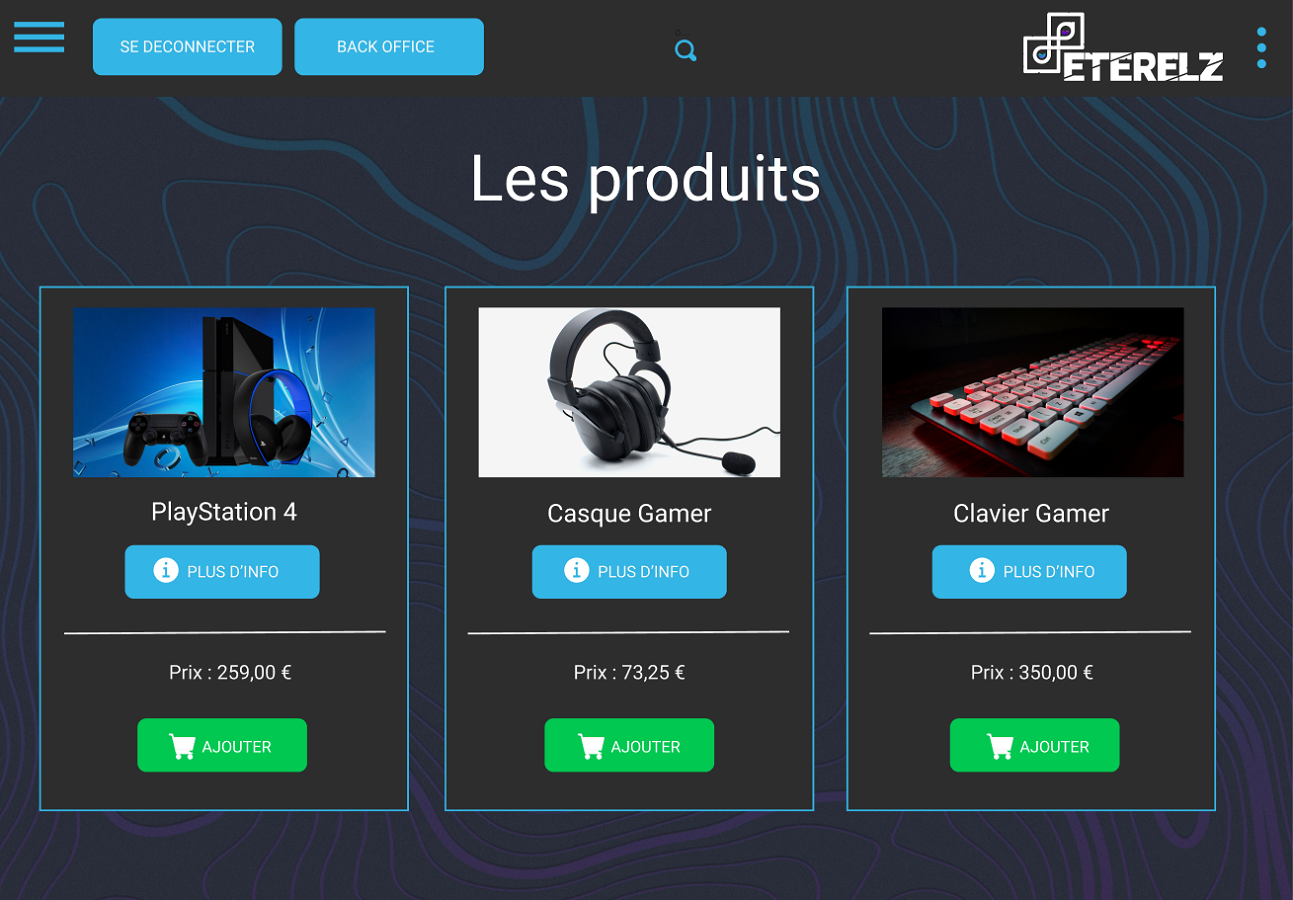 SE DECONNECTER
BACK OFFICE
ETERELZ
Les produits
PlayStation 4
PLUS D’INFO
Prix : 259,00 €
AJOUTER
Casque Gamer
PLUS D’INFO
Prix : 73,25 €
AJOUTER
Clavier Gamer
PLUS D’INFO
Prix : 350,00 €
AJOUTER